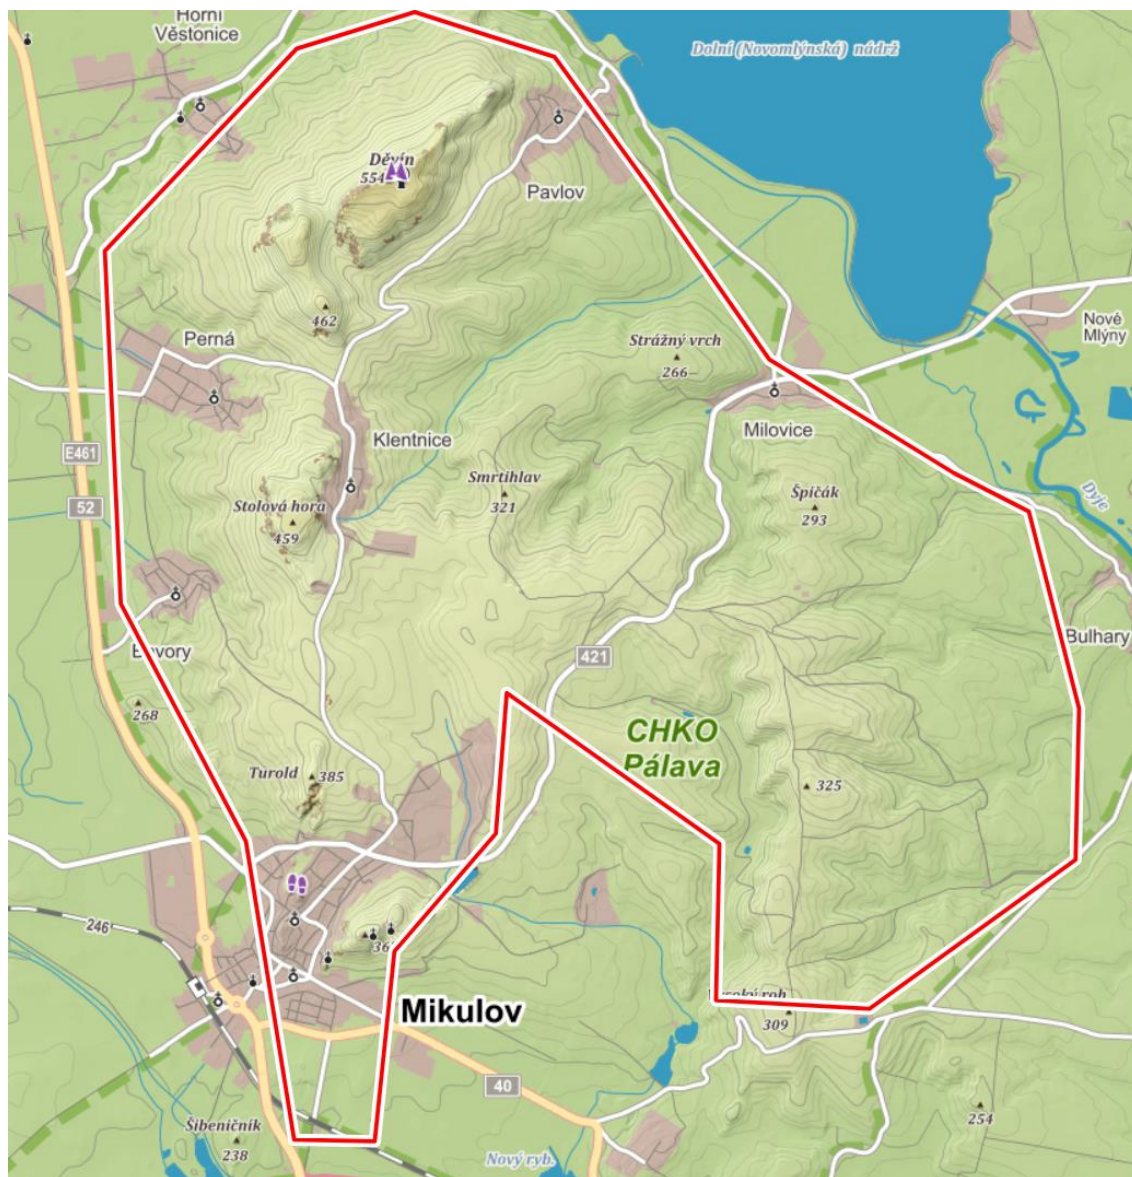 Horní
Věstonice
Dolní (Novomlýnská) nádrž
Děvín
554
Pavlov
462
Perná
Strážný vrch
266
Nové
Mlýny
Milovice
Klentnice
E461
52
Smrtihlav
321
Špičák
293
Dyje
Stolová hora
459
Bavory
Bulhary
421
268
CHKO
Pálava
Turold
385
325
246
Mikulov
309
40
254
Šibeničník
238
Nový ryb.